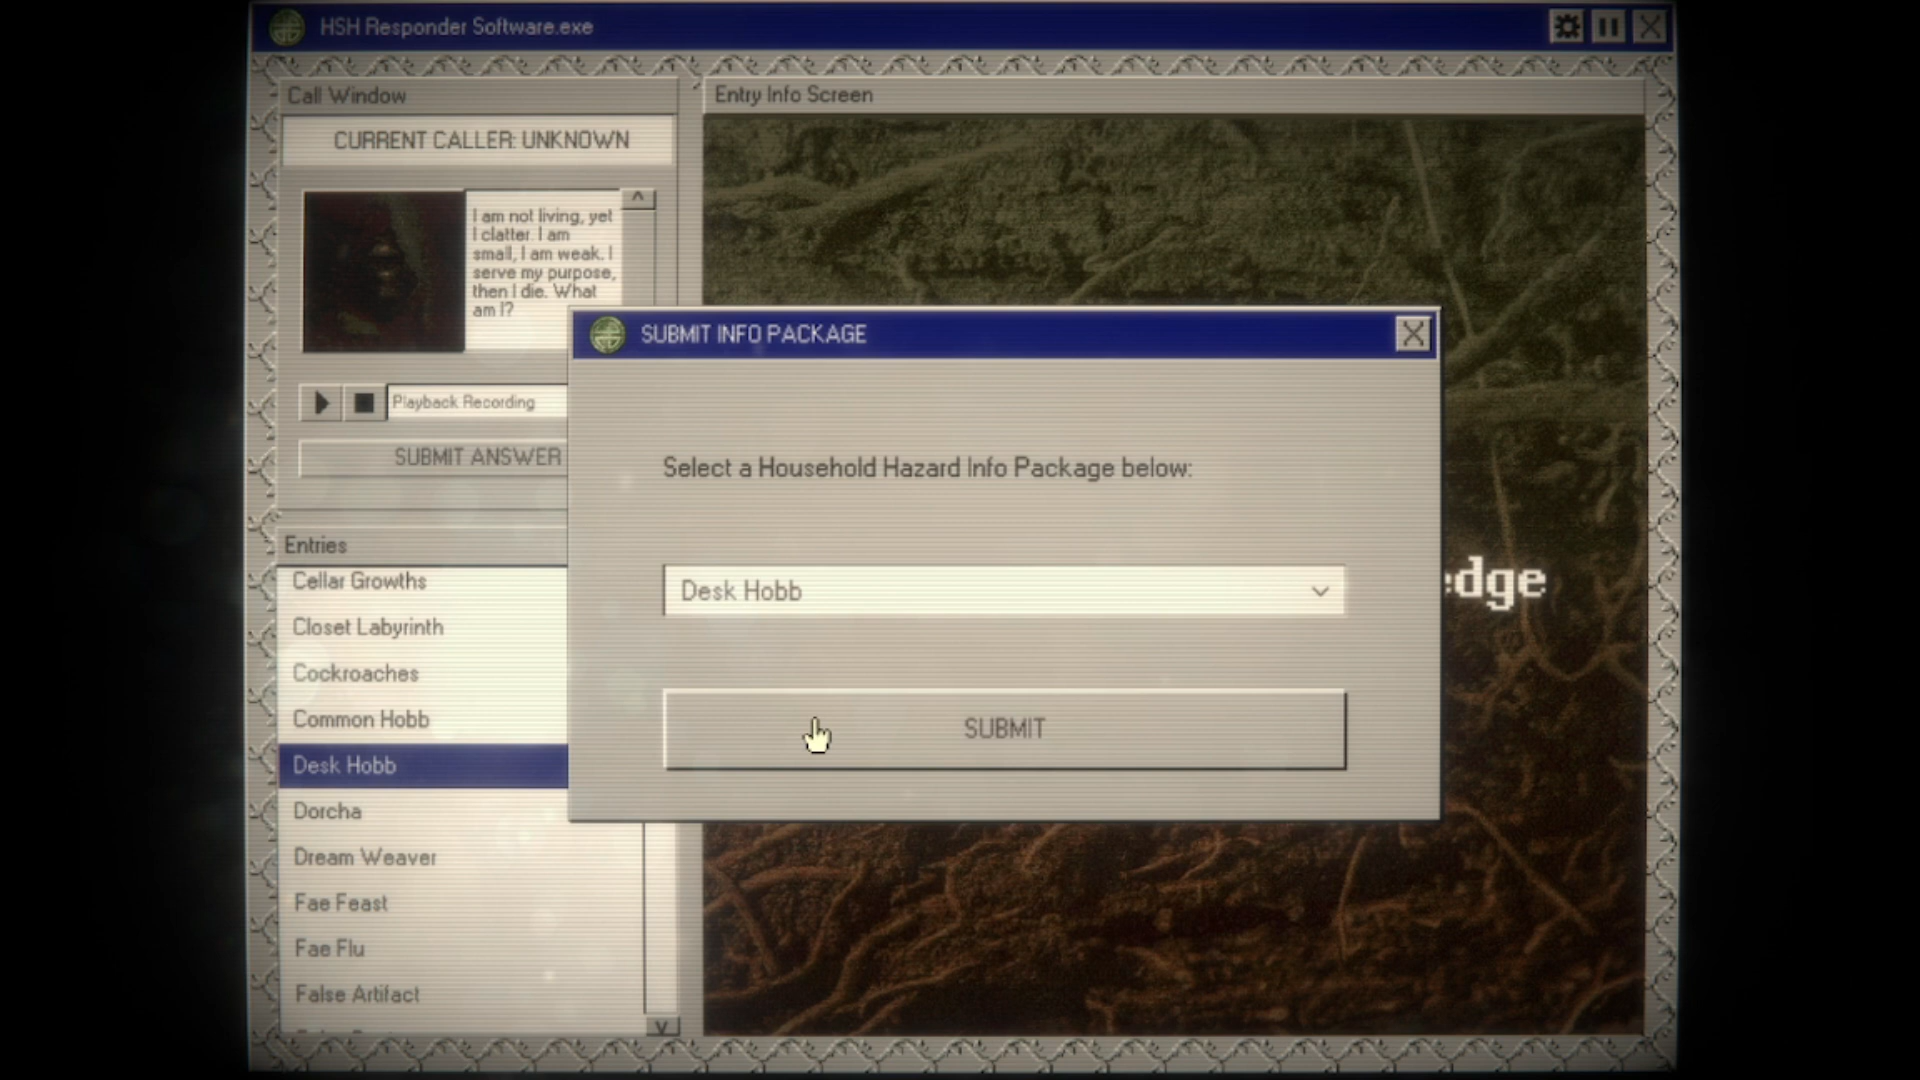 HSH Responder Software.exe
Call Window
CURRENT CALLER: UNKNOWN
I am not living, yet
I clatter. I am
small, I am weak. I
serve my purpose,
then I die. What
am I?
Playback Recording
SUBMIT ANSWER
Entries
Cellar Growths
Closet Labyrinth
Cockroaches
Common Hobb
Desk Hobb
Dorcha
Dream Weaver
Fae Feast
Fae Flu
False Artifact
Entry Info Screen
edge
SUBMIT INFO PACKAGE
Select a Household Hazard Info Package below:
Desk Hobb
SUBMIT